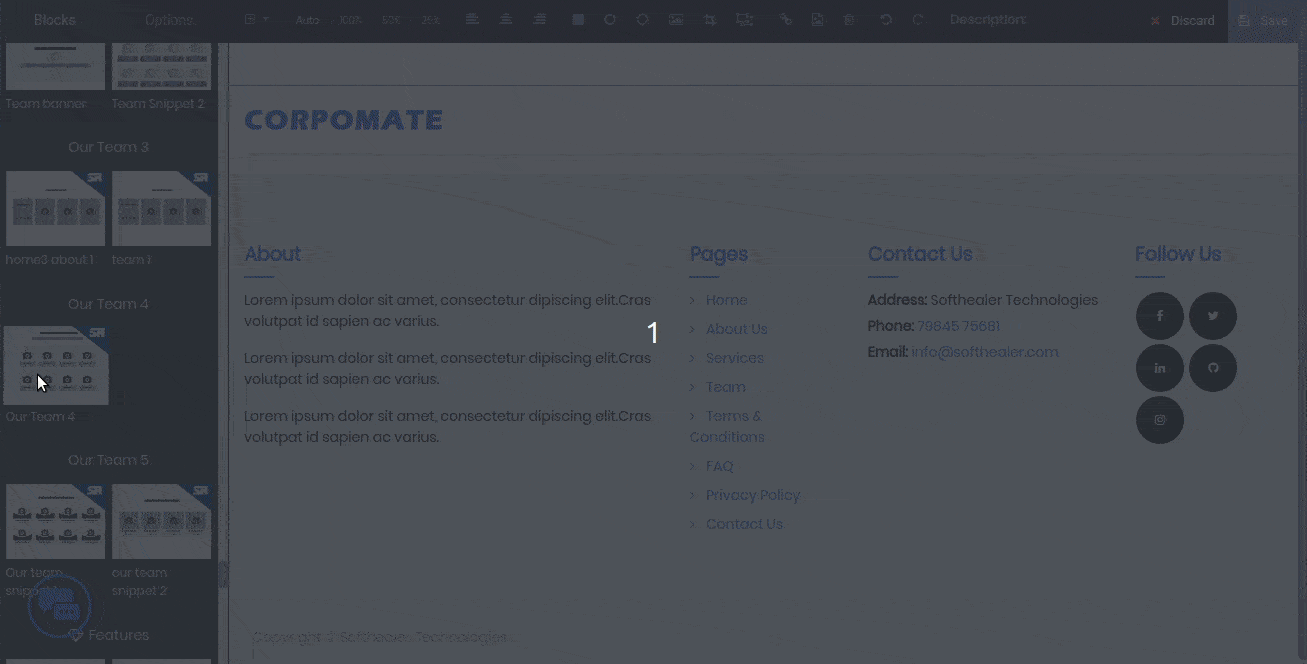 Blocks
Options
Auto 100% 50% 25%
Description:
Discard
Save
Team banner
Team Snippet 2
Our Team 3
home3 about 1
team 1
Our Team 4
Our Team 4
Our Team 5
Our team
our team
snippet 2
Features
CORPOMATE
1
About
Lorem ipsum dolor sit amet, consectetur dipiscing elit.Cras
volutpat id sapien ac varius.
Lorem ipsum dolor sit amet, consectetur dipiscing elit.Cras
volutpat id sapien ac varius.
Lorem ipsum dolor sit amet, consectetur dipiscing elit.Cras
volutpat id sapien ac varius.
Pages
Home
About Us
Services
Team
Terms &
Conditions
FAQ
Privacy Policy
Contact Us
Contact Us
Address: Softhealer Technologies
Phone: 79845 75681
Email: info@softhealer.com
Follow Us
Softhealer Technologies